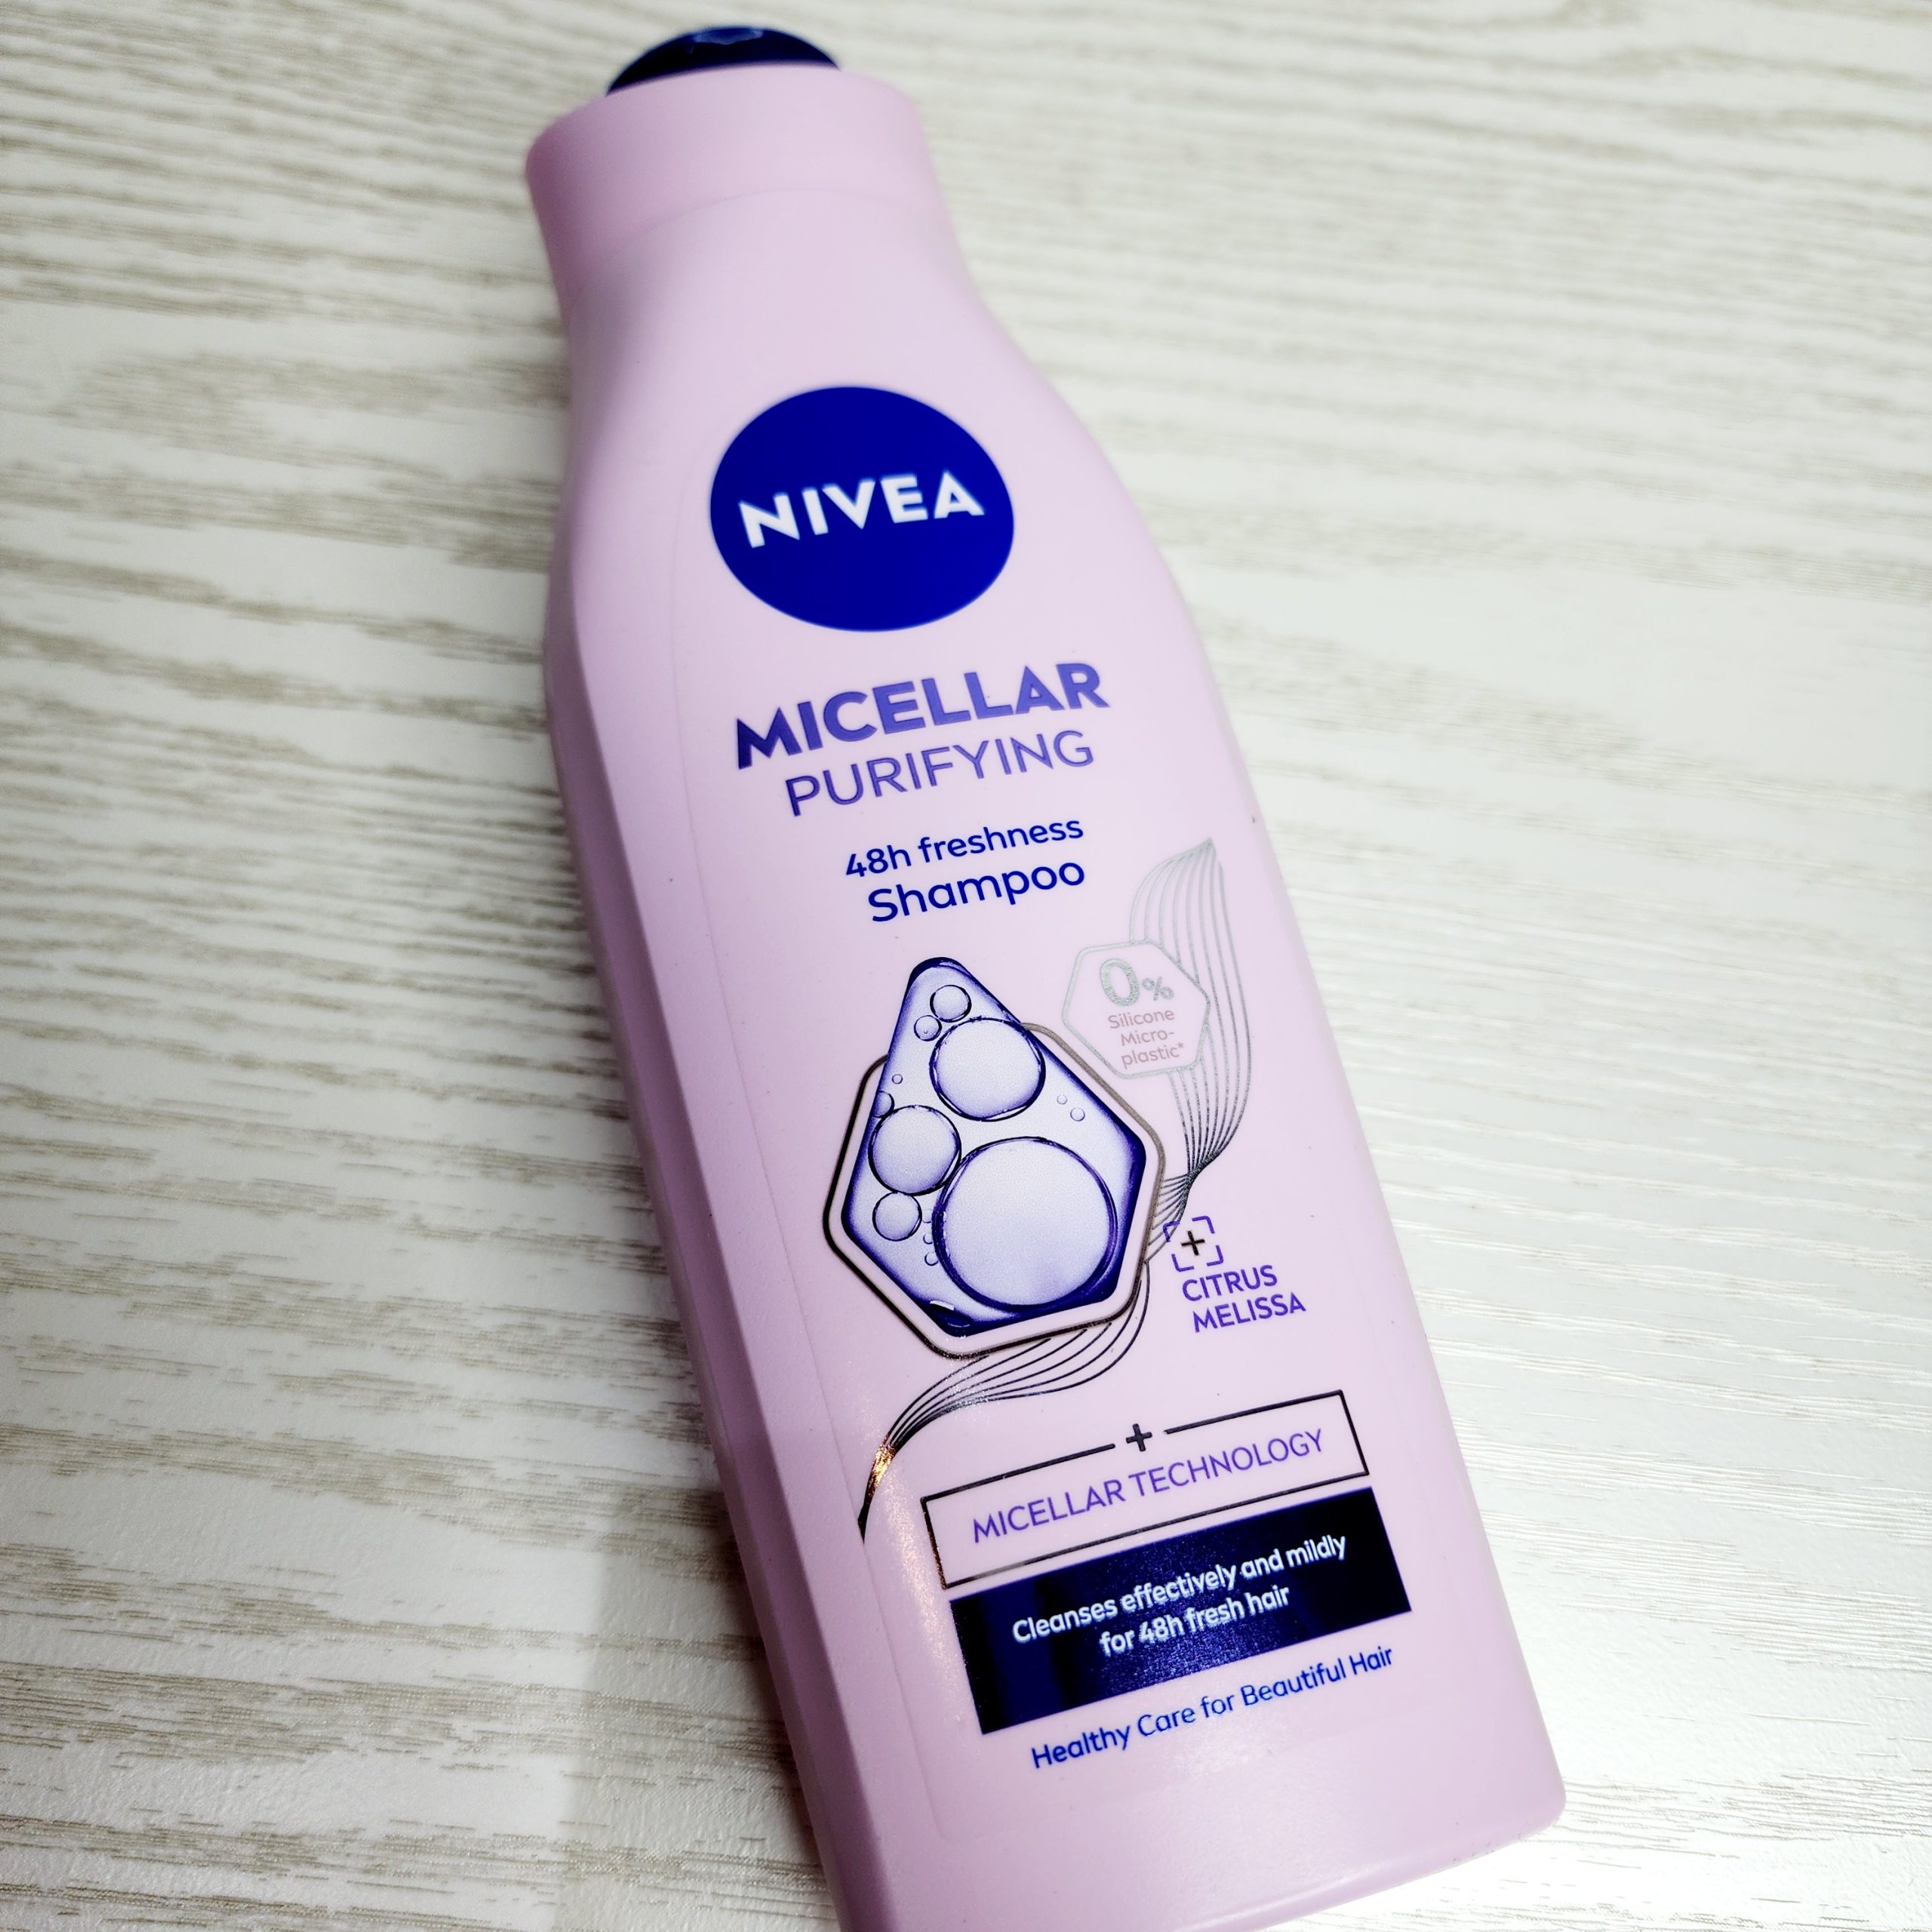 NIVEA
MICELLAR
PURIFYING
48h freshness
Shampoo
0%
Silicone
Micro-
plastic*
+
CITRUS
MELISSA
+
MICELLAR TECHNOLOGY
Cleanses effectively and mildly
for 48h fresh hair
Healthy Care for Beautiful Hair